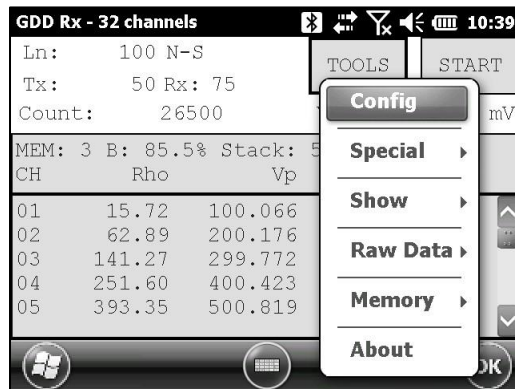 GDD Rx - 32 channels 10:39
Ln: 100 N-S
TOOLS START
Tx: 50 Rx: 75
Count: 26500 mV
MEM: 3 B: 85.5% Stack: 5
CH Rho Vp
01 15.72 100.066
02 62.89 200.176
03 141.27 299.772
04 251.60 400.423
05 393.35 500.819
Config
Special
Show
Raw Data
Memory
About
OK